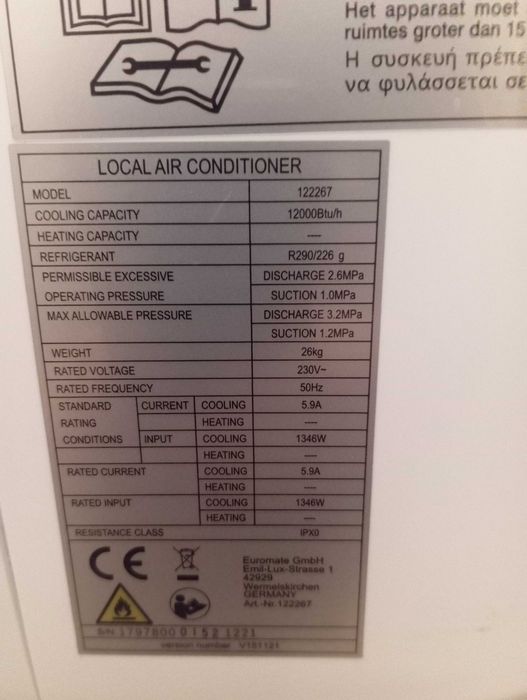 Het apparaat moet
ruimtes groter dan 15
Η συσκευή πρέπε
να φυλάσσεται σε
LOCAL AIR CONDITIONER
MODEL 122267
COOLING CAPACITY 12000Btu/h
HEATING CAPACITY ---
REFRIGERANT R290/226 g
PERMISSIBLE EXCESSIVE DISCHARGE 2.6MPa
OPERATING PRESSURE SUCTION 1.0MPa
MAX ALLOWABLE PRESSURE DISCHARGE 3.2MPa
SUCTION 1.2MPa
WEIGHT 26kg
RATED VOLTAGE 230V~
RATED FREQUENCY 50Hz
STANDARD CURRENT COOLING 5.9A
RATING HEATING ---
CONDITIONS INPUT COOLING 1346W
HEATING ---
RATED CURRENT COOLING 5.9A
HEATING ---
RATED INPUT COOLING 1346W
HEATING ---
RESISTANCE CLASS IPX0
CE
Euromate GmbH
Emil-Lux-Strasse 1
42929
Wermelskirchen
GERMANY
Art.-Nr.122267
S/N 1797800 0152 1221
version number V181121